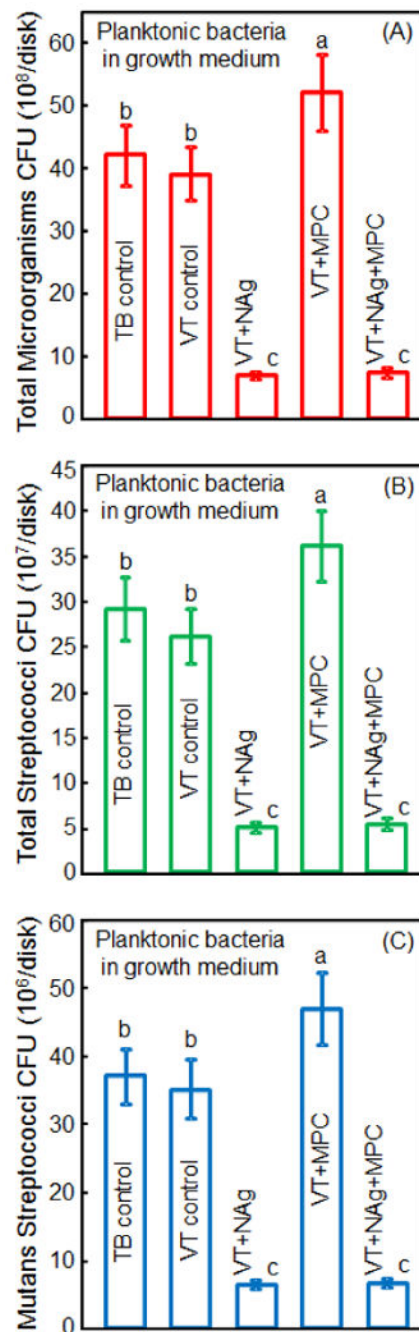 Planktonic bacteria
in growth medium
(A)
Total Microorganisms CFU (10⁸/disk)
60
50
40
30
20
10
0
b
b
c
a
c
TB control
VT control
VT+NAg
VT+MPC
VT+NAg+MPC
Planktonic bacteria
in growth medium
(B)
Total Streptococci CFU (10⁷/disk)
45
40
35
30
25
20
15
10
5
0
b
b
c
a
c
TB control
VT control
VT+NAg
VT+MPC
VT+NAg+MPC
Planktonic bacteria
in growth medium
(C)
Mutans Streptococci CFU (10⁶/disk)
60
50
40
30
20
10
0
b
b
c
a
c
TB control
VT control
VT+NAg
VT+MPC
VT+NAg+MPC